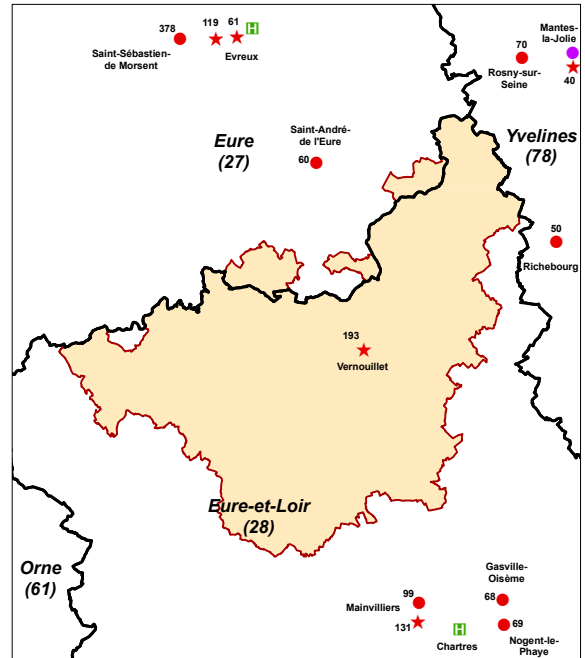 378
119
61
H
Saint-Sébastien-
de Morsent
Evreux
Mantes-
la-Jolie
70
40
Rosny-sur-
Seine
Eure
(27)
Saint-André-
de l'Eure
60
Yvelines
(78)
50
Richebourg
193
Vernouillet
Eure-et-Loir
(28)
Orne
(61)
Gasville-
Oisème
99
68
Mainvilliers
131
H
69
Chartres
Nogent-le-
Phaye